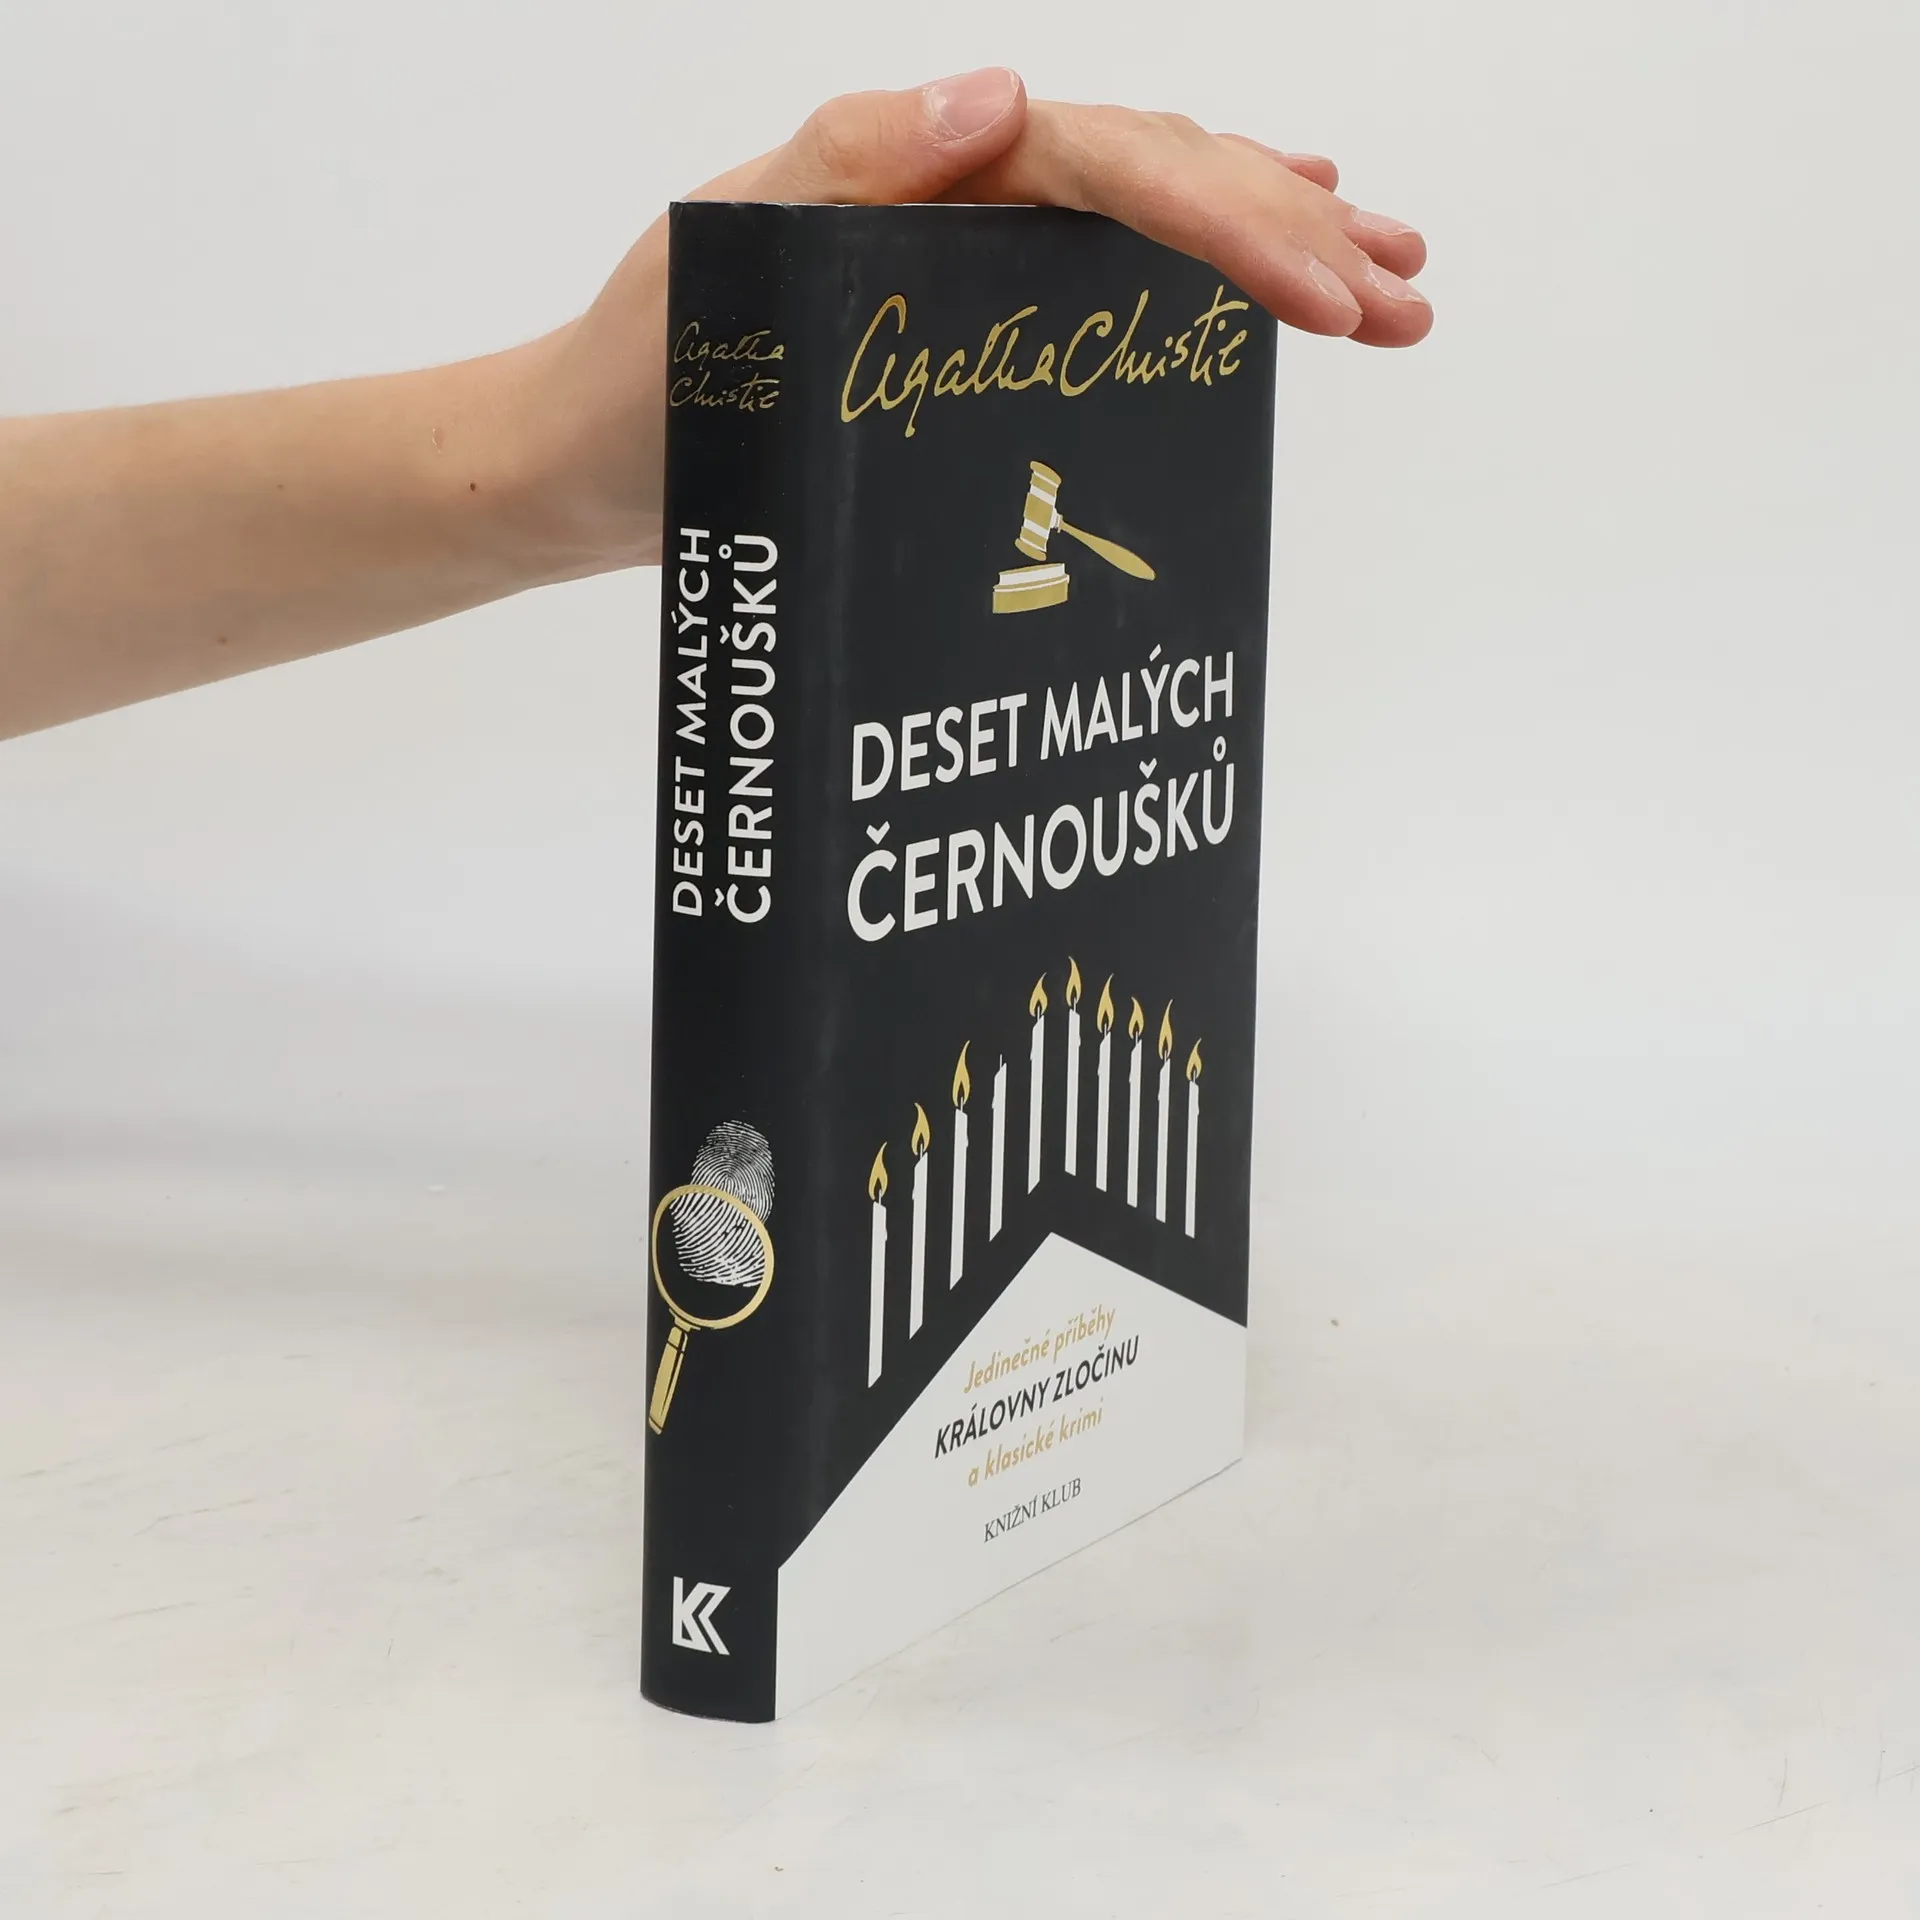 Agatha
Christie
DESET MALÝCH
ČERNOUŠKŮ
Agatha Christie
DESET MALÝCH
ČERNOUŠKŮ
Jedinečné příběhy
KRÁLOVNY ZLOČINU
a klasické krimi
KNIŽNÍ KLUB